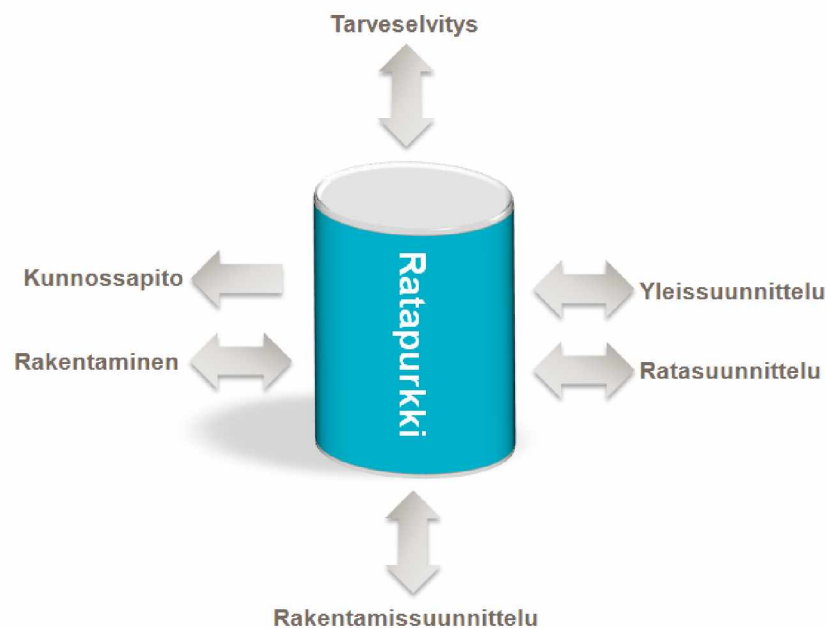 Tarveselvitys
Ratapurkki
Kunnossapito
Yleissuunnittelu
Rakentaminen
Ratasuunnittelu
Rakentamissuunnittelu